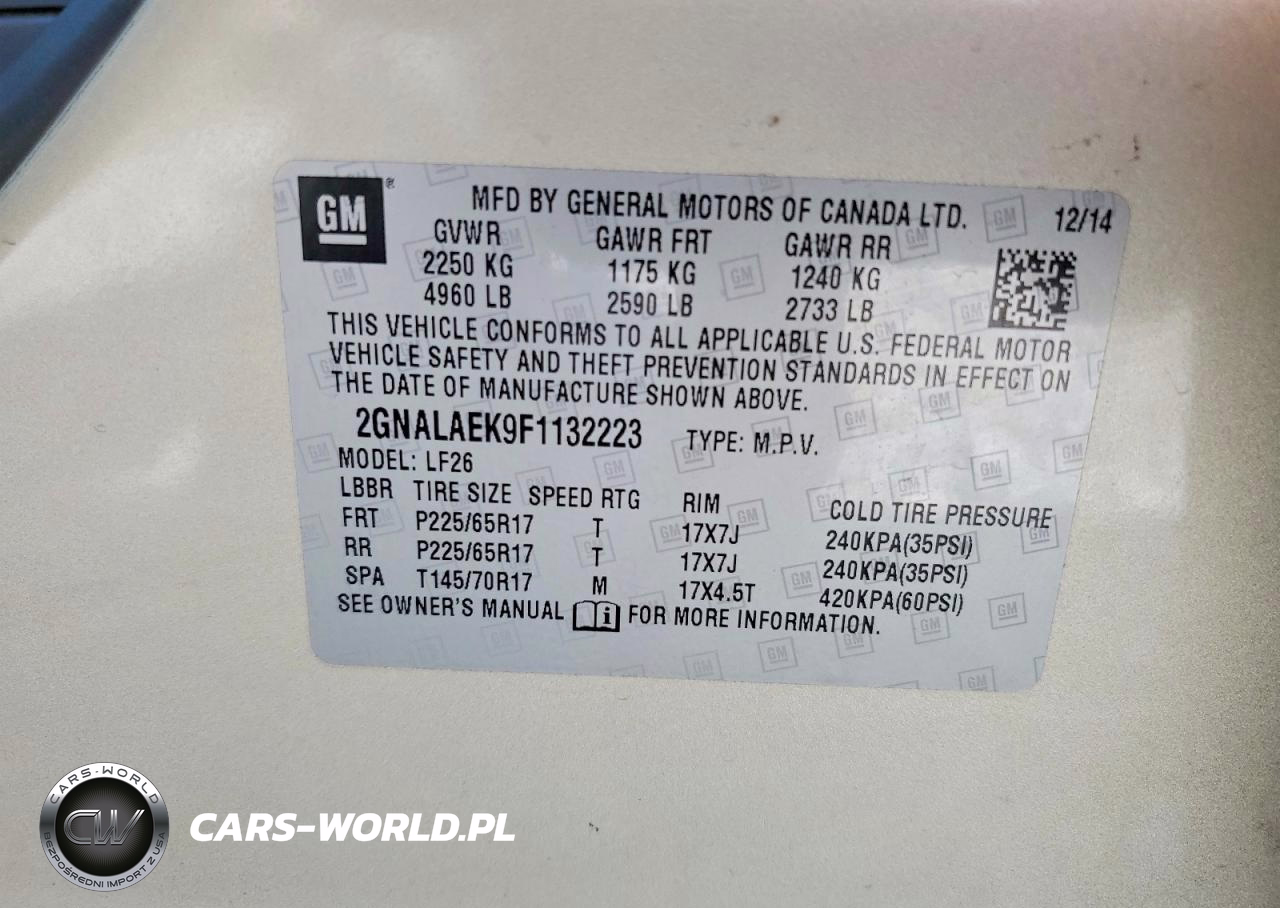 GM ®
MFD BY GENERAL MOTORS OF CANADA LTD. 12/14
GVWR GAWR FRT GAWR RR
2250 KG 1175 KG 1240 KG
4960 LB 2590 LB 2733 LB
THIS VEHICLE CONFORMS TO ALL APPLICABLE U.S. FEDERAL MOTOR
VEHICLE SAFETY AND THEFT PREVENTION STANDARDS IN EFFECT ON
THE DATE OF MANUFACTURE SHOWN ABOVE.
2GNALAEK9F1132223 TYPE: M.P.V.
MODEL: LF26
LBBR TIRE SIZE SPEED RTG RIM COLD TIRE PRESSURE
FRT P225/65R17 T 17X7J 240KPA(35PSI)
RR P225/65R17 T 17X7J 240KPA(35PSI)
SPA T145/70R17 M 17X4.5T 420KPA(60PSI)
SEE OWNER'S MANUAL i FOR MORE INFORMATION.
CARS-WORLD
CW
BEZPOŚREDNI IMPORT Z USA
CARS-WORLD.PL